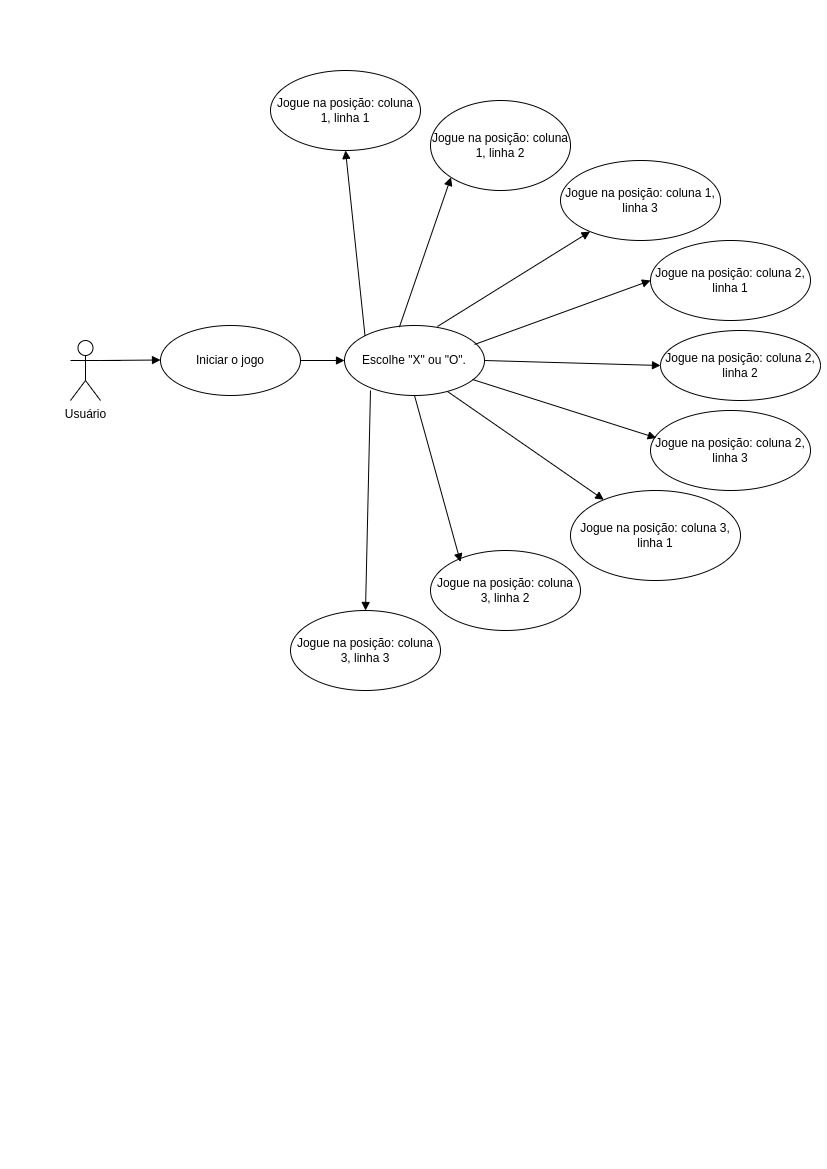 Jogue na posição: coluna
1, linha 1
Jogue na posição: coluna
1, linha 2
Jogue na posição: coluna 1,
linha 3
Jogue na posição: coluna 2,
linha 1
Usuário
Iniciar o jogo
Escolhe "X" ou "O".
Jogue na posição: coluna 2,
linha 2
Jogue na posição: coluna 2,
linha 3
Jogue na posição: coluna 3,
linha 1
Jogue na posição: coluna
3, linha 2
Jogue na posição: coluna
3, linha 3